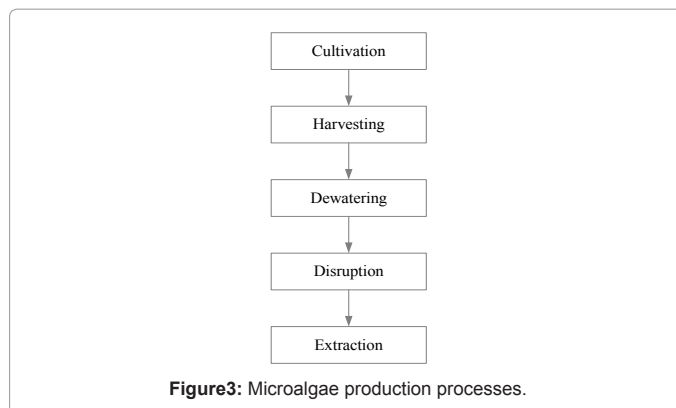 Cultivation
Harvesting
Dewatering
Disruption
Extraction
Figure3: Microalgae production processes.